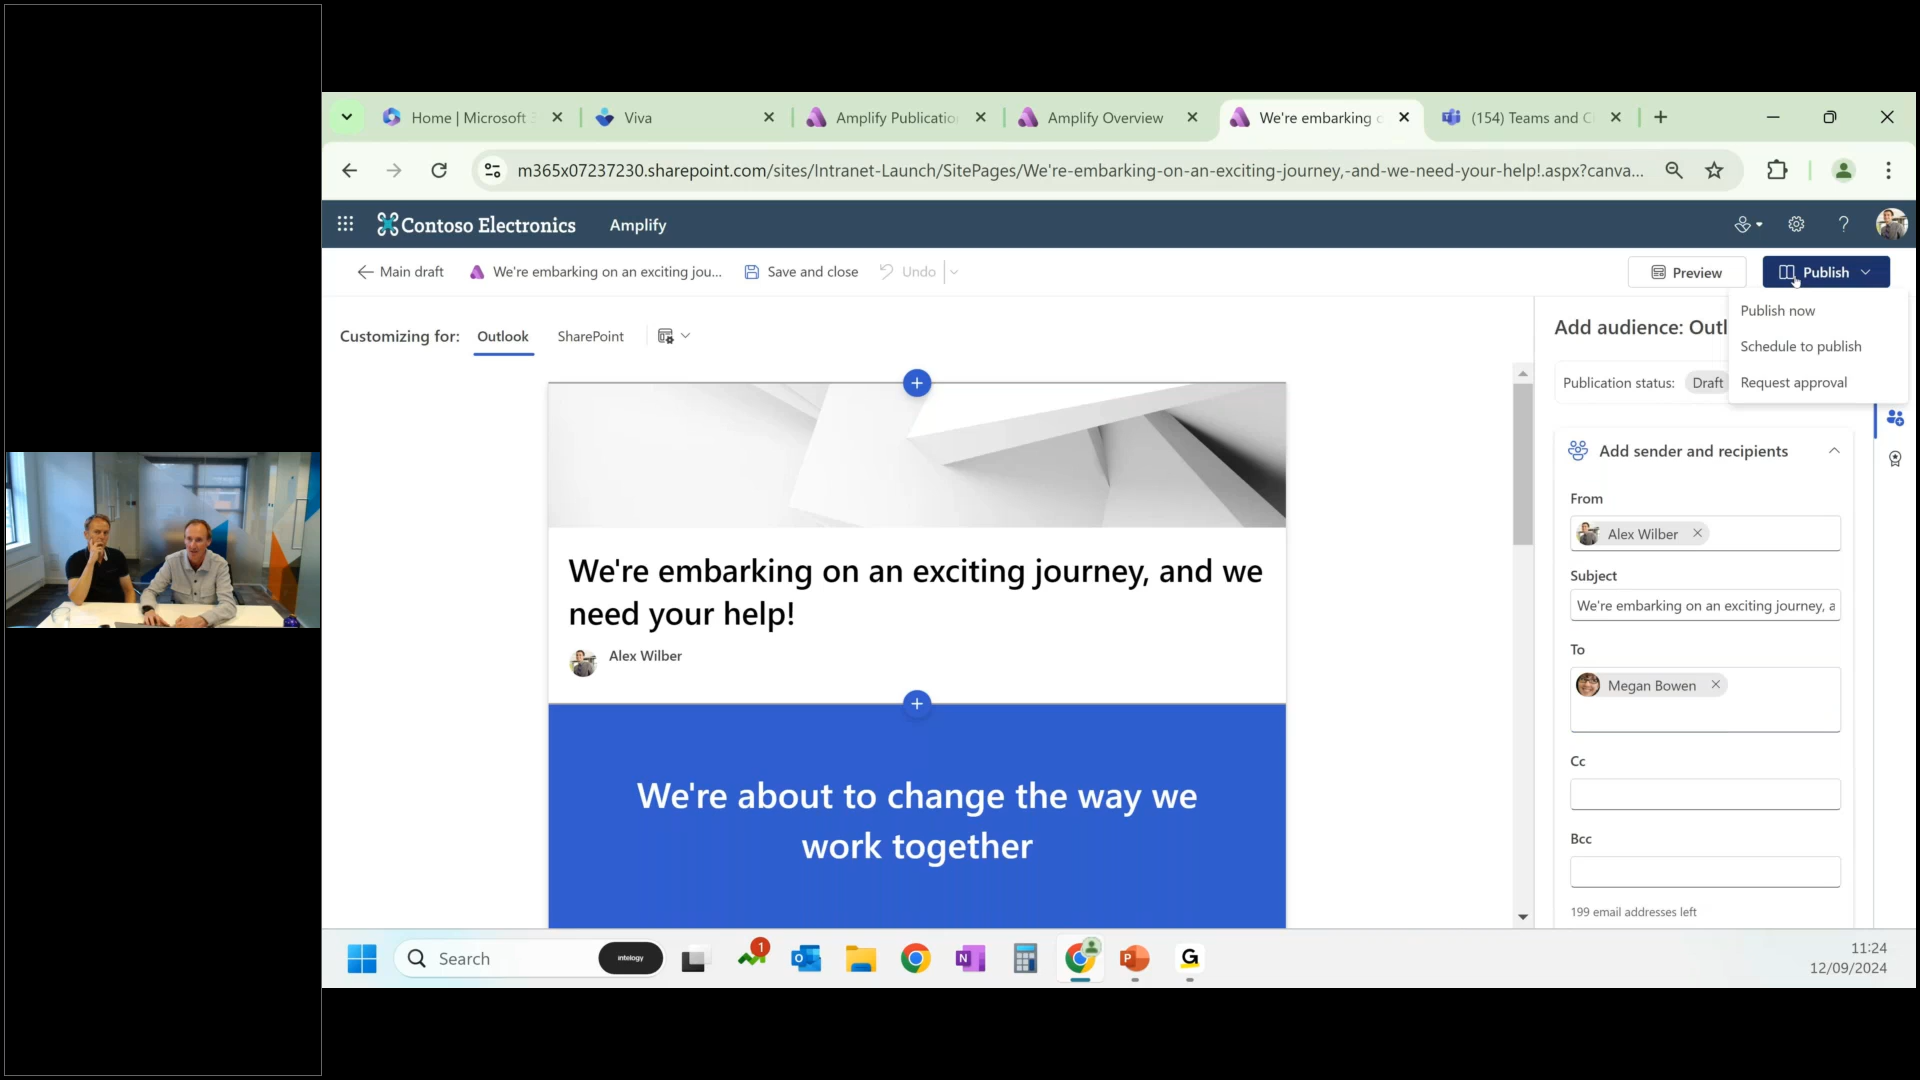 Home | Microsoft 3
Viva
Amplify Publicatio
Amplify Overview
We're embarking o
(154) Teams and C
m365x07237230.sharepoint.com/sites/Intranet-Launch/SitePages/We're-embarking-on-an-exciting-journey,-and-we-need-your-help!.aspx?canva...
Contoso Electronics
Amplify
Main draft
We're embarking on an exciting jou...
Save and close
Undo
Preview
Publish
Publish now
Schedule to publish
Request approval
Customizing for:
Outlook
SharePoint
Add audience: Outl
Publication status:
Draft
Add sender and recipients
From
Alex Wilber
Subject
We're embarking on an exciting journey, a
To
Megan Bowen
Cc
Bcc
199 email addresses left
We're embarking on an exciting journey, and we
need your help!
Alex Wilber
We're about to change the way we
work together
Search
intelogy
1
11:24
12/09/2024